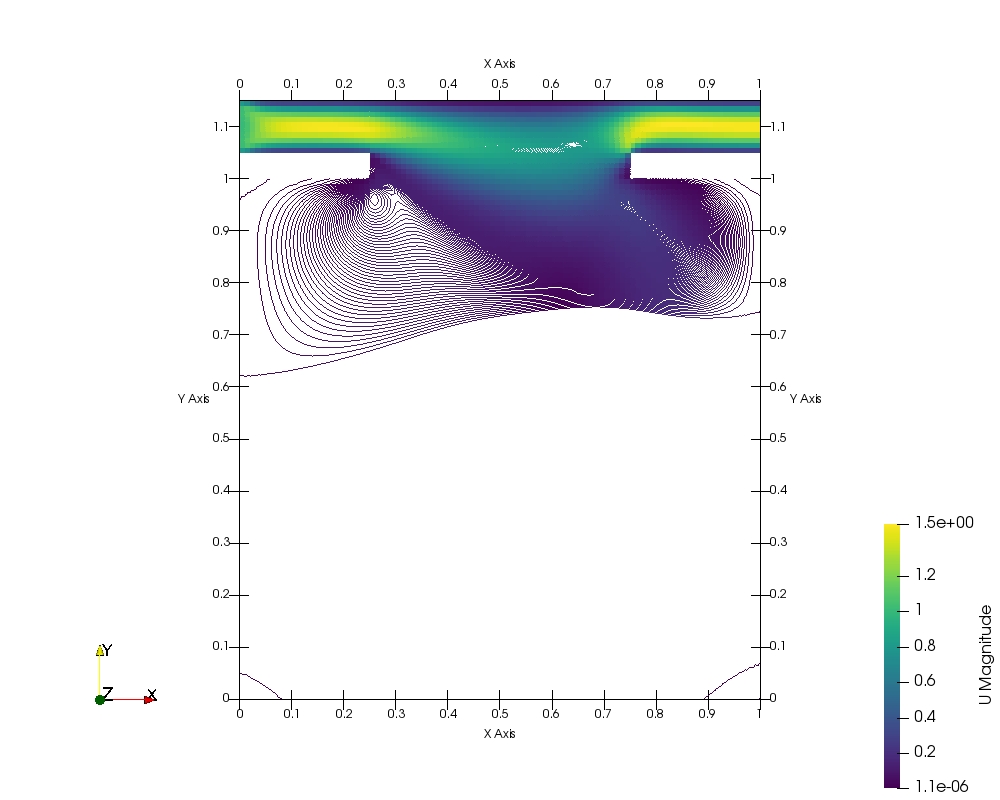 X Axis
0 0.1 0.2 0.3 0.4 0.5 0.6 0.7 0.8 0.9 1
1.1 1.1
1 1
0.9 0.9
0.8 0.8
0.7 0.7
0.6 0.6
Y Axis Y Axis
0.5 0.5
0.4 0.4
0.3 0.3
0.2 0.2
0.1 0.1
0 0
0 0.1 0.2 0.3 0.4 0.5 0.6 0.7 0.8 0.9 1
X Axis
Y
Z X
1.5e+00
1.2
1
0.8
0.6
0.4
0.2
1.1e-06
U Magnitude